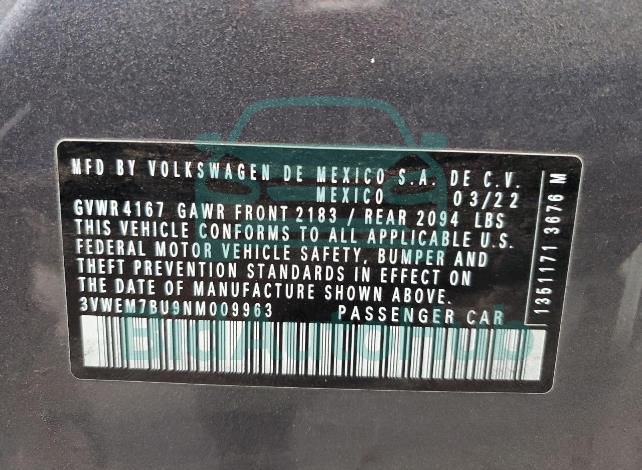 MFD BY VOLKSWAGEN DE MEXICO S.A. DE C.V.
MEXICO 03/22
GVWR 4167 GAWR FRONT 2183 / REAR 2094 LBS
THIS VEHICLE CONFORMS TO ALL APPLICABLE U.S.
FEDERAL MOTOR VEHICLE SAFETY, BUMPER AND
THEFT PREVENTION STANDARDS IN EFFECT ON
THE DATE OF MANUFACTURE SHOWN ABOVE.
3VWEM7BU9NM009963 PASSENGER CAR
1351171 3676 M
BidAutoHub